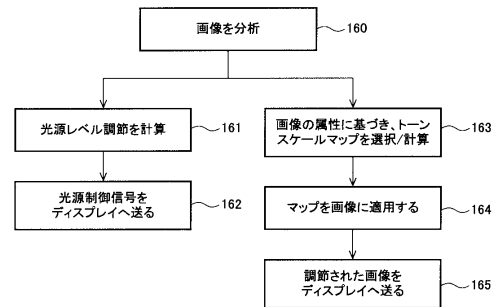 画像を分析
160
光源レベル調節を計算
161
画像の属性に基づき、トーン
スケールマップを選択/計算
163
光源制御信号を
ディスプレイへ送る
162
マップを画像に適用する
164
調節された画像を
ディスプレイへ送る
165